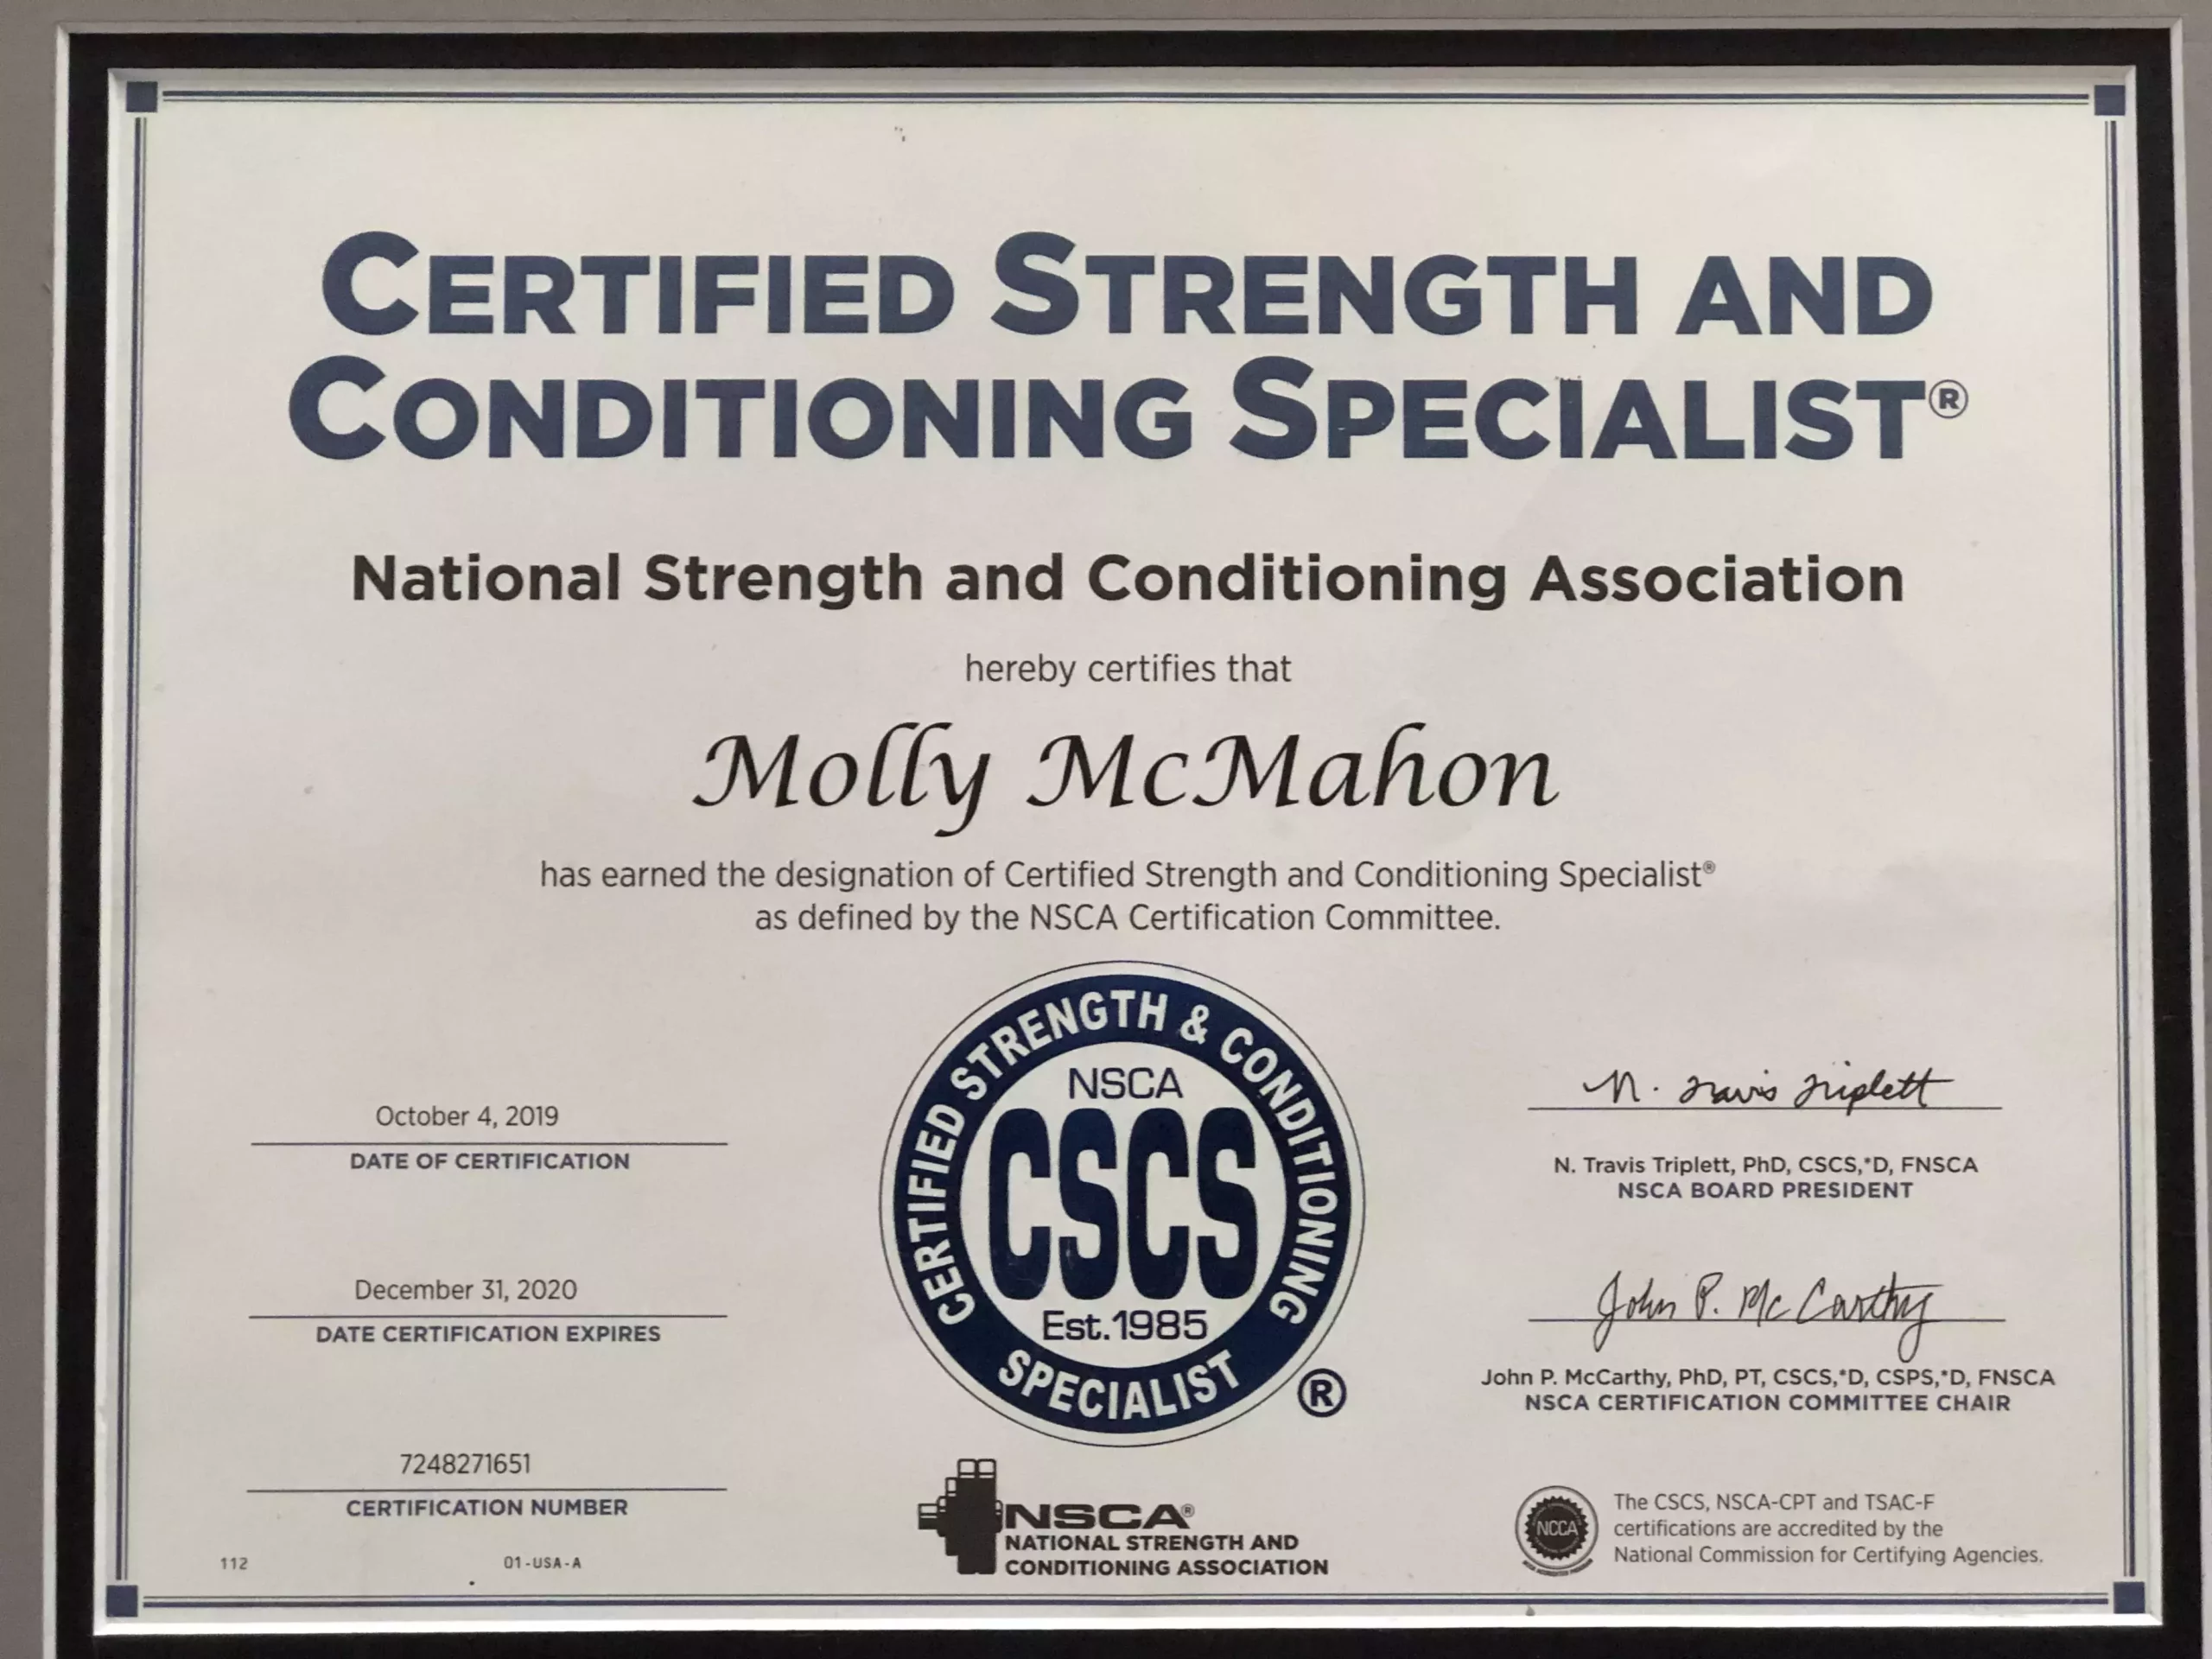 CERTIFIED STRENGTH AND
CONDITIONING SPECIALIST®
National Strength and Conditioning Association
hereby certifies that
Molly McMahon
has earned the designation of Certified Strength and Conditioning Specialist®
as defined by the NSCA Certification Committee.
October 4, 2019
DATE OF CERTIFICATION
December 31, 2020
DATE CERTIFICATION EXPIRES
7248271651
CERTIFICATION NUMBER
112
01-USA-A
CERTIFIED STRENGTH & CONDITIONING
NSCA
CSCS
Est.1985
SPECIALIST
®
NSCA®
NATIONAL STRENGTH AND
CONDITIONING ASSOCIATION
N. Travis Triplett
N. Travis Triplett, PhD, CSCS,*D, FNSCA
NSCA BOARD PRESIDENT
John P. McCarthy
John P. McCarthy, PhD, PT, CSCS,*D, CSPS,*D, FNSCA
NSCA CERTIFICATION COMMITTEE CHAIR
NCCA
The CSCS, NSCA-CPT and TSAC-F
certifications are accredited by the
National Commission for Certifying Agencies.